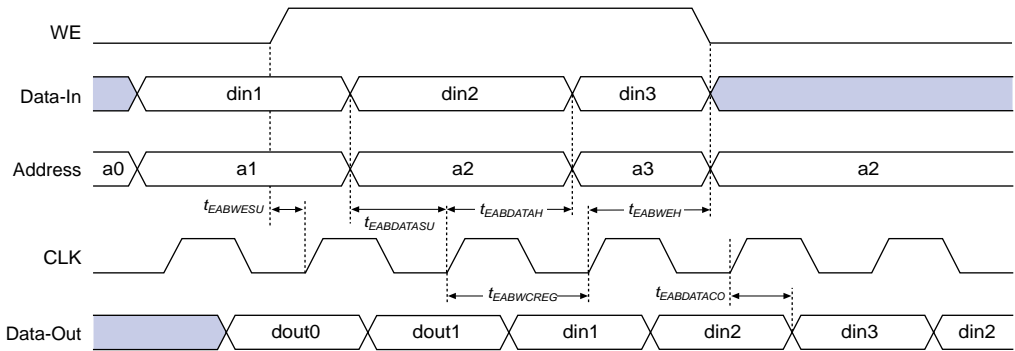 WE
Data-In din1 din2 din3
Address a0 a1 a2 a3 a2
tEABWESU tEABDATASU tEABDATAH tEABWEH
CLK
tEABWCREG tEABDATACO
Data-Out dout0 dout1 din1 din2 din3 din2